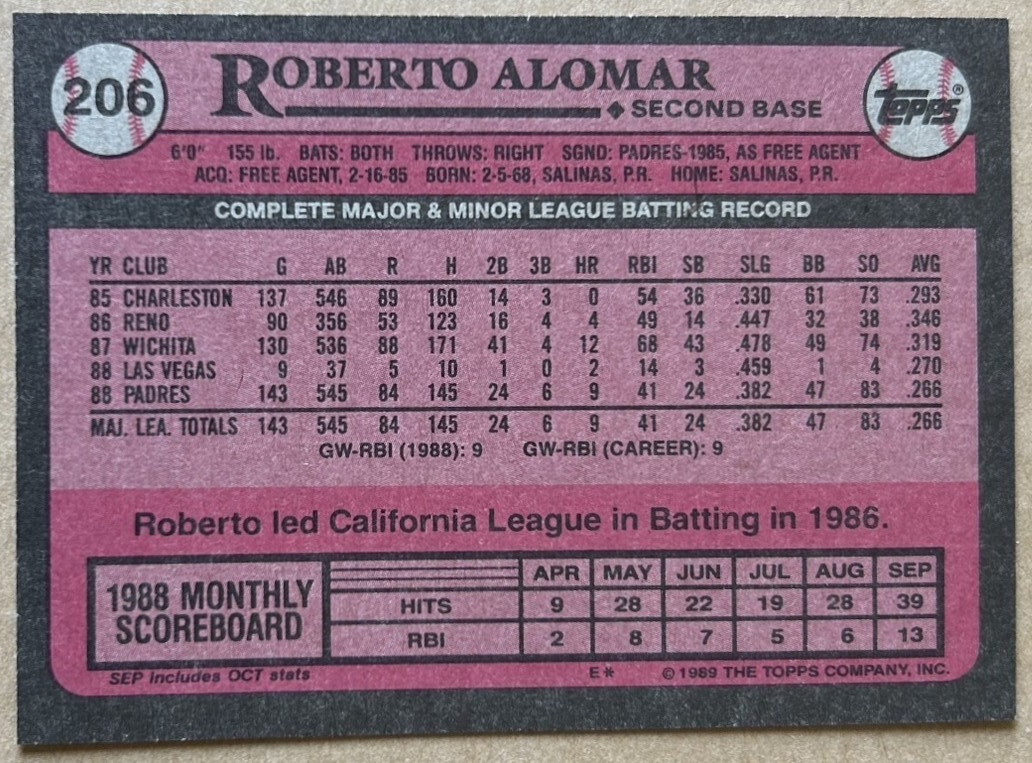 206
ROBERTO ALOMAR
◆ SECOND BASE
TOPPS®
6'0" 155 lb. BATS: BOTH THROWS: RIGHT SGND: PADRES-1985, AS FREE AGENT
ACQ: FREE AGENT, 2-16-85 BORN: 2-5-68, SALINAS, P.R. HOME: SALINAS, P.R.
COMPLETE MAJOR & MINOR LEAGUE BATTING RECORD
YR CLUB G AB R H 2B 3B HR RBI SB SLG BB SO AVG
85 CHARLESTON 137 546 89 160 14 3 0 54 36 .330 61 73 .293
86 RENO 90 356 53 123 16 4 4 49 14 .447 32 38 .346
87 WICHITA 130 536 88 171 41 4 12 68 43 .478 49 74 .319
88 LAS VEGAS 9 37 5 10 1 0 2 14 3 .459 1 4 .270
88 PADRES 143 545 84 145 24 6 9 41 24 .382 47 83 .266
MAJ. LEA. TOTALS 143 545 84 145 24 6 9 41 24 .382 47 83 .266
GW-RBI (1988): 9 GW-RBI (CAREER): 9
Roberto led California League in Batting in 1986.
1988 MONTHLY
SCOREBOARD
APR MAY JUN JUL AUG SEP
HITS 9 28 22 19 28 39
RBI 2 8 7 5 6 13
SEP includes OCT stats
E* © 1989 THE TOPPS COMPANY, INC.